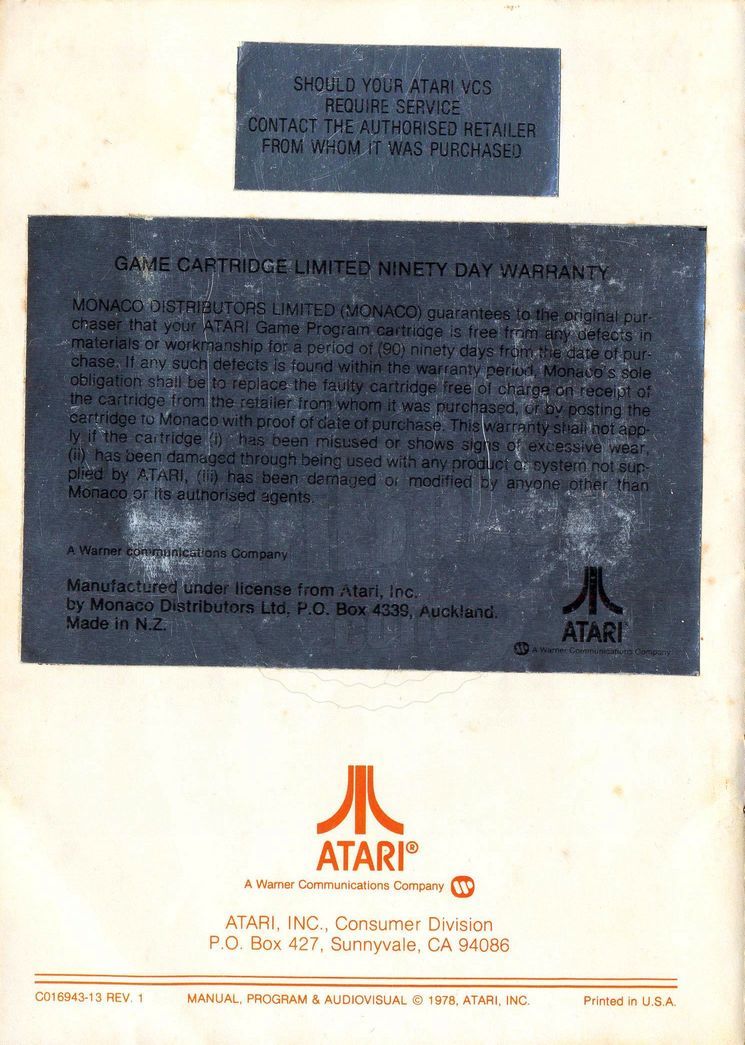 SHOULD YOUR ATARI VCS
REQUIRE SERVICE
CONTACT THE AUTHORISED RETAILER
FROM WHOM IT WAS PURCHASED
GAME CARTRIDGE LIMITED NINETY DAY WARRANTY
MONACO DISTRIBUTORS LIMITED (MONACO) guarantees to the original pur-
chaser that your ATARI Game Program cartridge is free from any defects in
materials or workmanship for a period of (90) ninety days from the date of pur-
chase. If any such defects is found within the warranty period, Monaco's sole
obligation shall be to replace the faulty cartridge free of charge on receipt of
the cartridge from the retailer from whom it was purchased, or by posting the
cartridge to Monaco with proof of date of purchase. This warranty shall not app-
ly if the cartridge (i) has been misused or shows signs of excessive wear,
(ii) has been damaged through being used with any product or system not sup-
plied by ATARI, (iii) has been damaged or modified by anyone other than
Monaco or its authorised agents.
A Warner communications Company
Manufactured under license from Atari, Inc.
by Monaco Distributors Ltd, P.O. Box 4339, Auckland.
Made in N.Z.
ATARI
A Warner Communications Company
ATARI®
A Warner Communications Company
ATARI, INC., Consumer Division
P.O. Box 427, Sunnyvale, CA 94086
C016943-13 REV. 1 MANUAL, PROGRAM & AUDIOVISUAL © 1978, ATARI, INC. Printed in U.S.A.